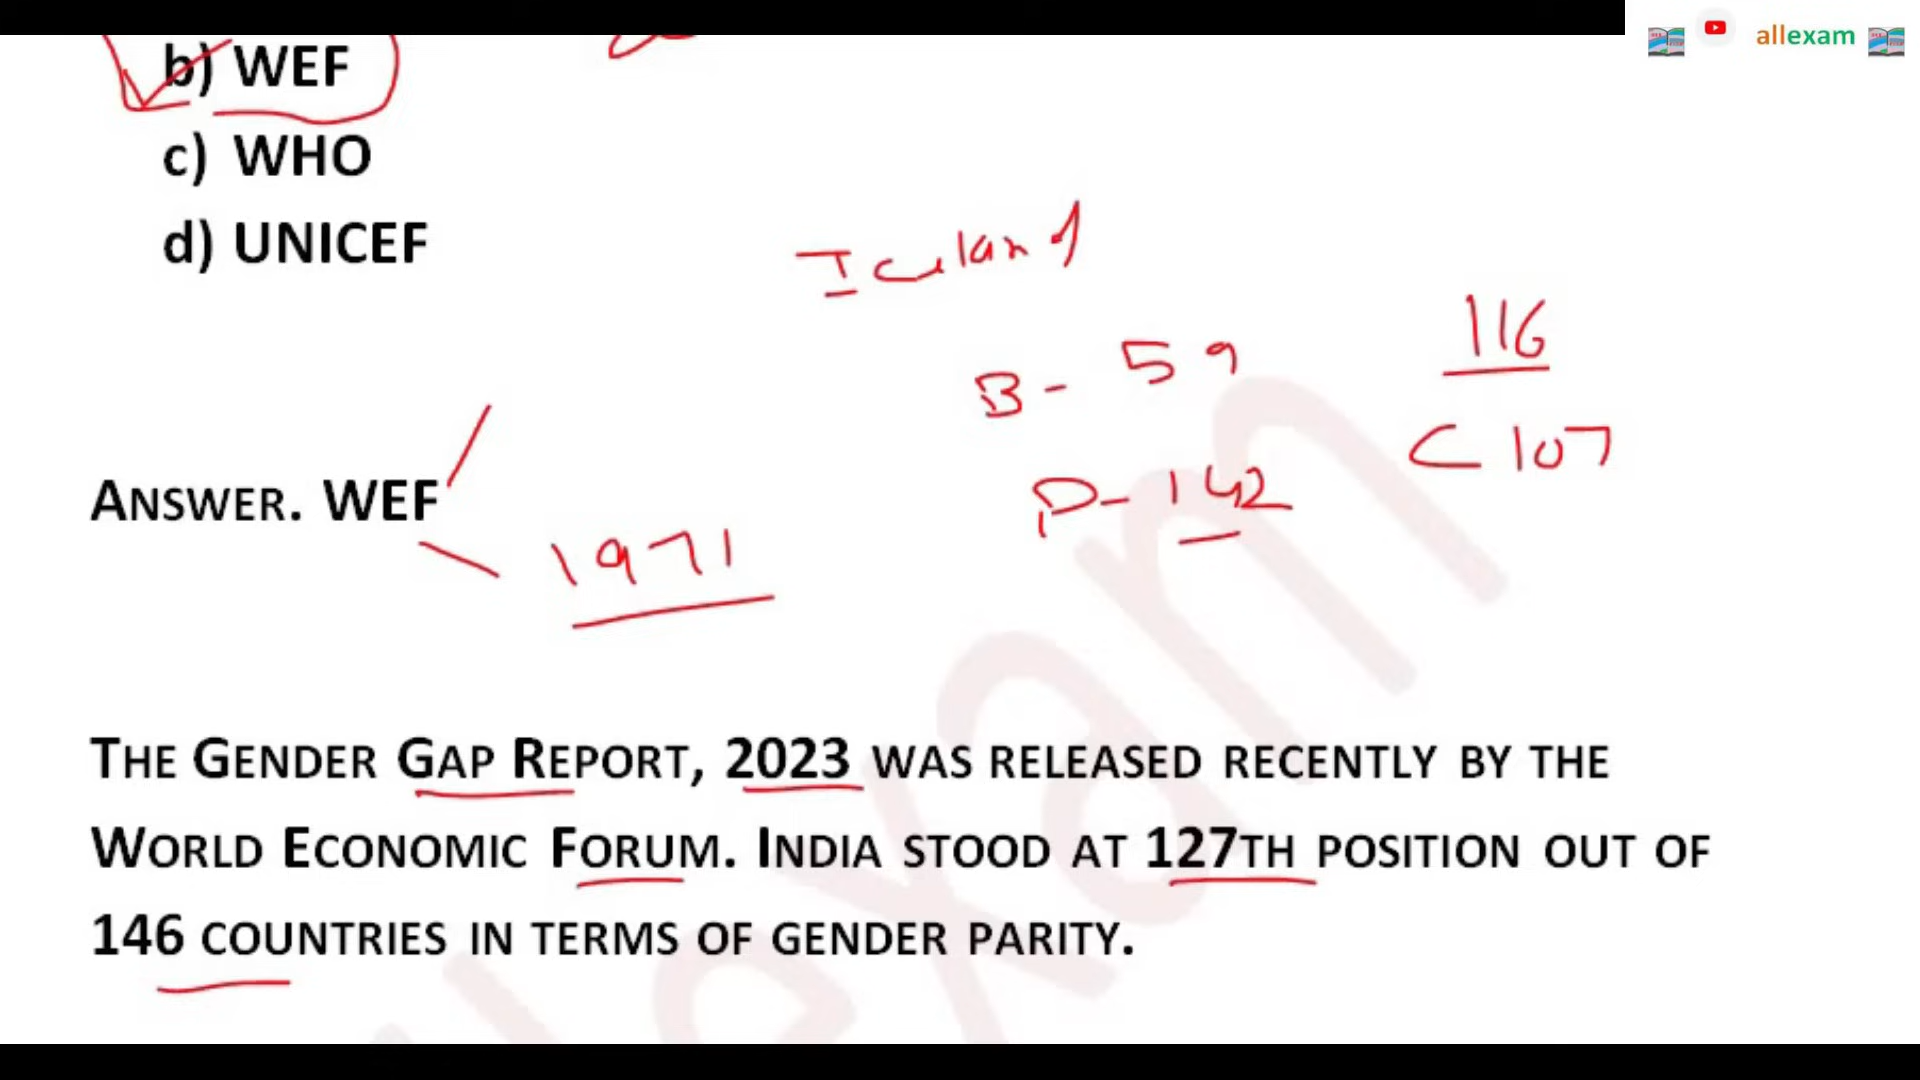 allexam
b) WEF
c) WHO
d) UNICEF
Iceland
116
B - 59
C 107
P - 142
ANSWER. WEF
1971
THE GENDER GAP REPORT, 2023 WAS RELEASED RECENTLY BY THE
WORLD ECONOMIC FORUM. INDIA STOOD AT 127TH POSITION OUT OF
146 COUNTRIES IN TERMS OF GENDER PARITY.